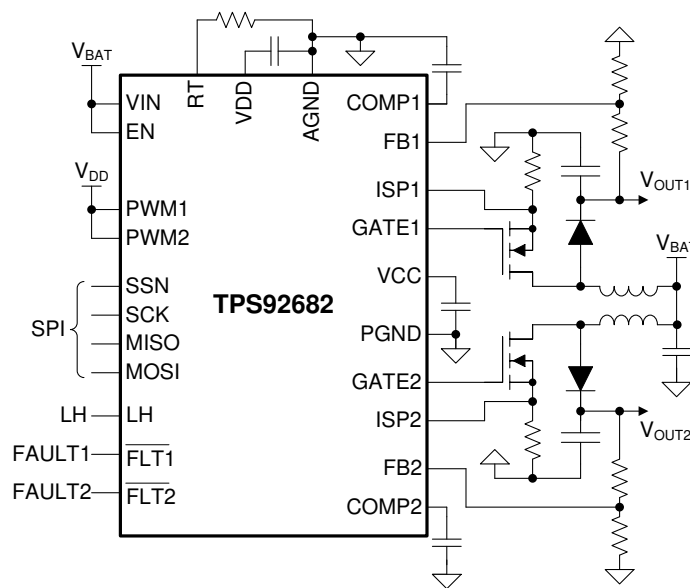 V_BAT
RT
VDD
AGND
VIN
EN
COMP1
FB1
V_DD
ISP1
V_OUT1
PWM1
PWM2
GATE1
V_BAT
VCC
SSN
SCK
MISO
MOSI
SPI
TPS92682
PGND
GATE2
LH
LH
ISP2
V_OUT2
FAULT1
FLT1
FB2
FAULT2
FLT2
COMP2